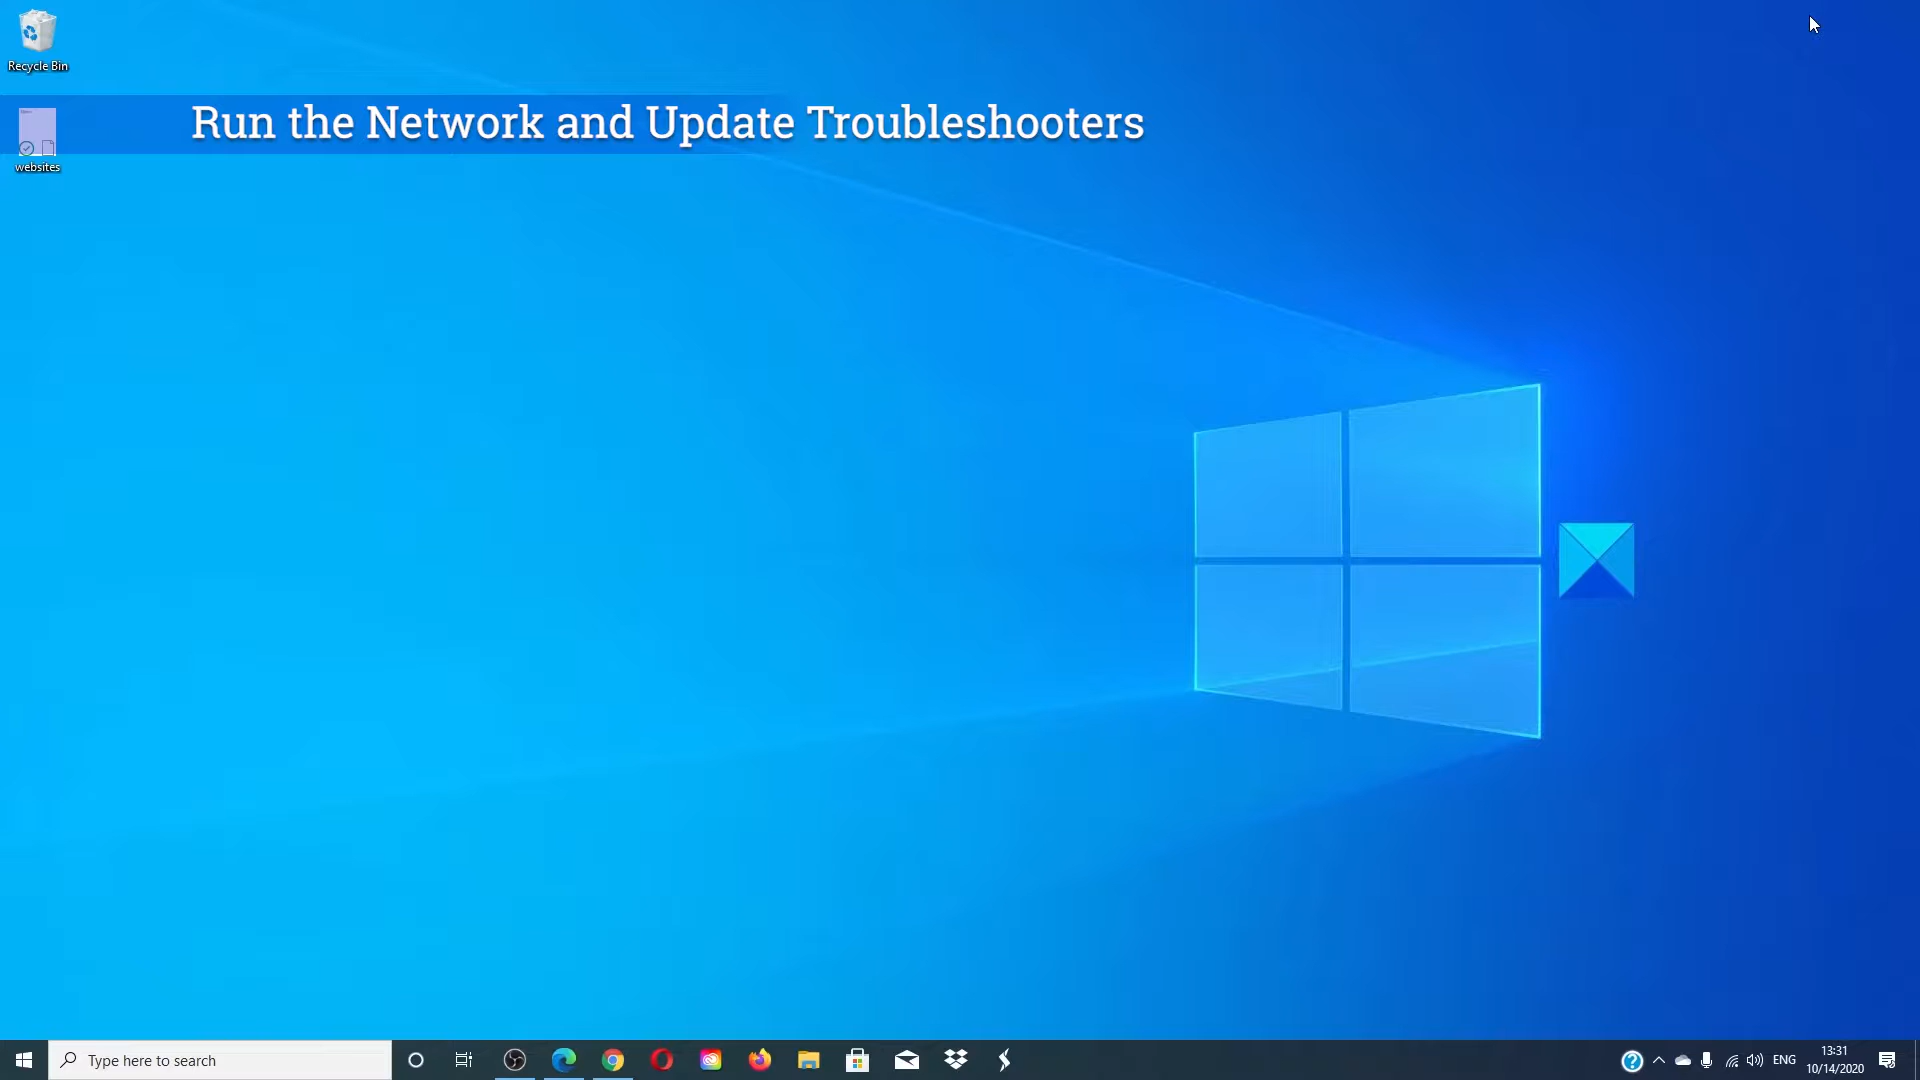 Recycle Bin
Run the Network and Update Troubleshooters
websites
Type here to search
ENG
13:31
10/14/2020